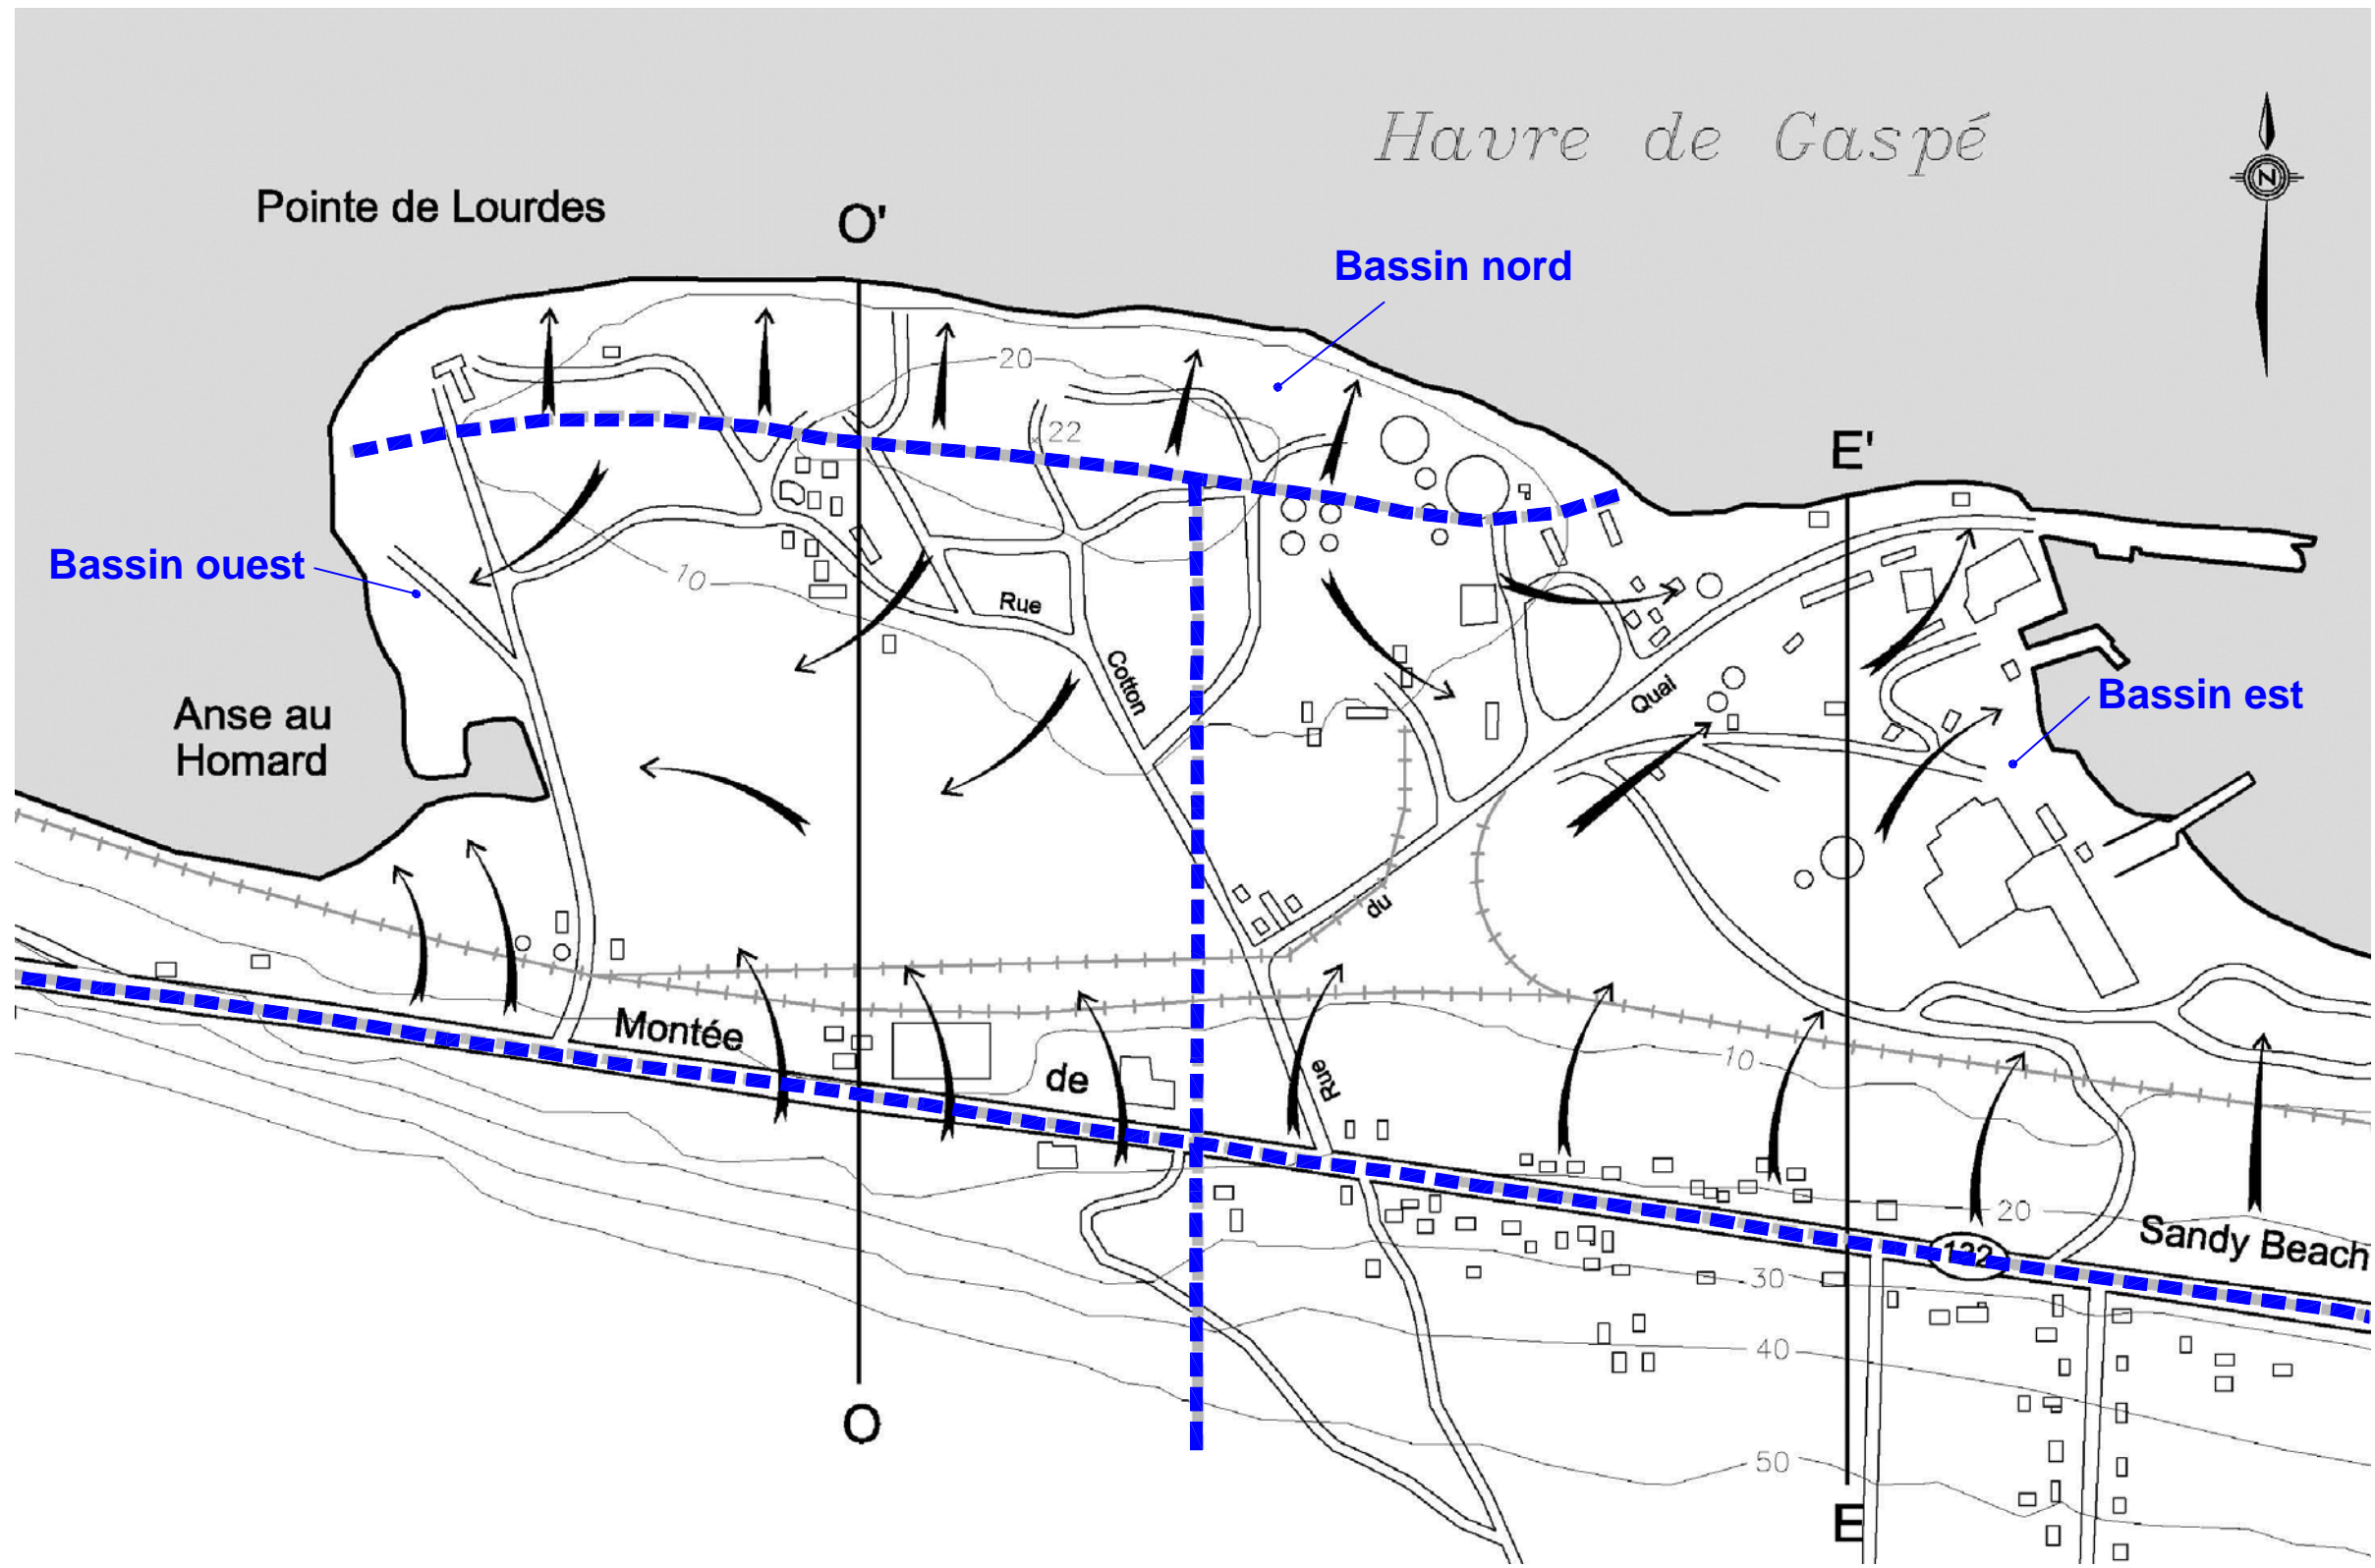 Havre de Gaspé
N
Pointe de Lourdes
O'
Bassin nord
20
22
E'
Bassin ouest
10
Rue
Cotton
Quai
Bassin est
Anse au
Homard
du
Montée
de
Rue
10
20
132
Sandy Beach
30
40
O
50
E